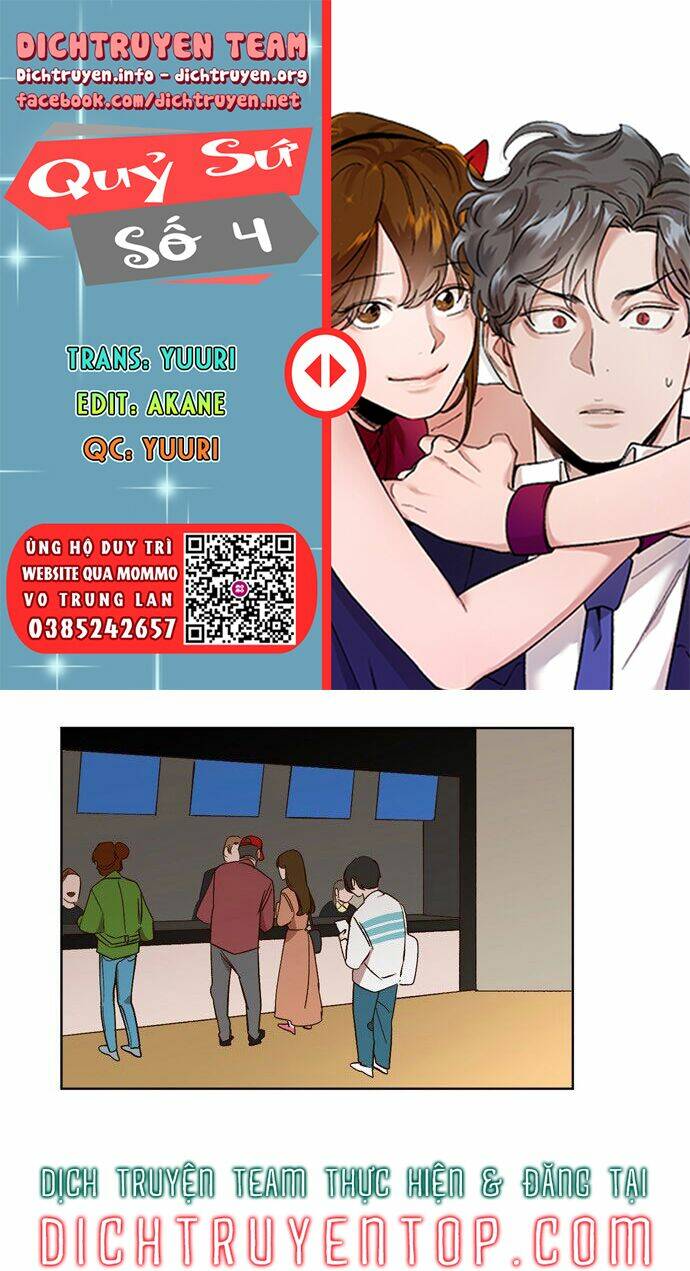 DICHTRUYEN TEAM
Dichtruyen.info - dichtruyen.org
facebook.com/dichtruyen.net
Quỷ Sứ
Số 4
TRANS: YUURI
EDIT: AKANE
QC: YUURI
ỦNG HỘ DUY TRÌ
WEBSITE QUA MOMMO
VO TRUNG LAN
0385242657
DỊCH TRUYỆN TEAM THỰC HIỆN & ĐĂNG TẠI
DICHTRUYENTOP.COM